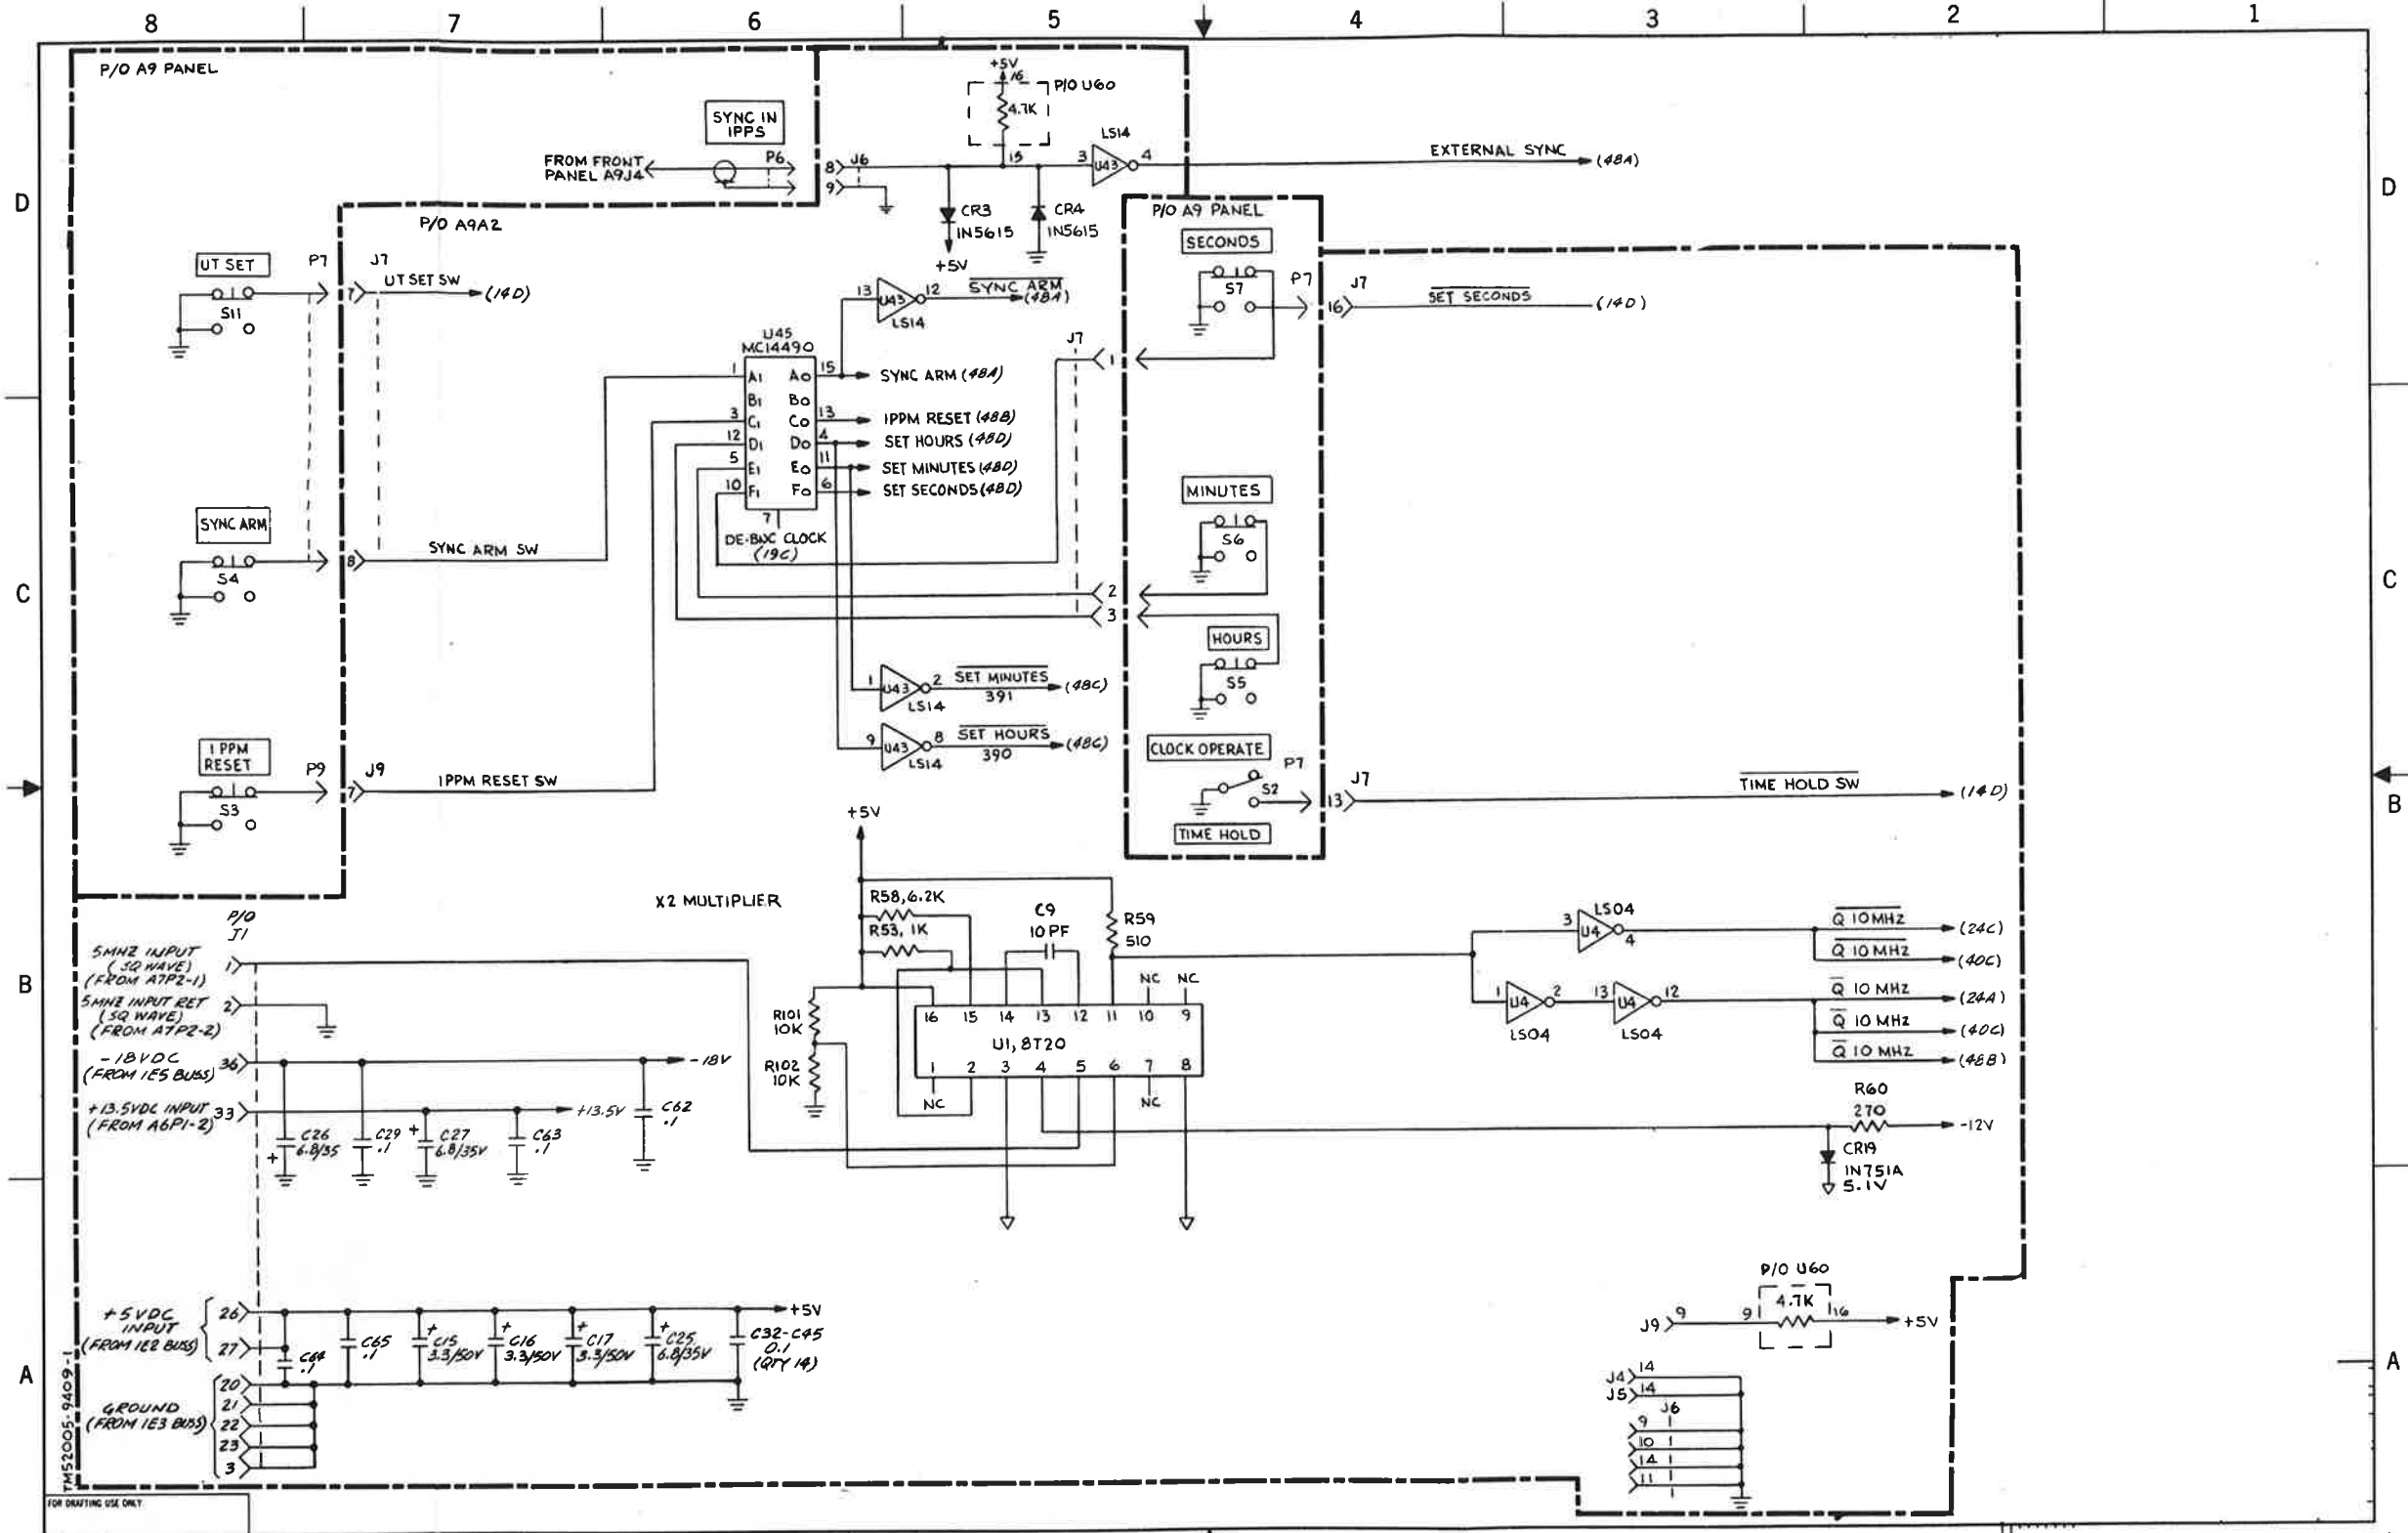 8 7 6 5 4 3 2 1
D
C
B
A
P/O A9 PANEL
SYNC IN
1PPS
FROM FRONT
PANEL A9J4
P6
8 J6
9
+5V
16
P/O U60
4.7K
15
LS14
3 U43 4
EXTERNAL SYNC (48A)
CR3
IN5615
+5V
CR4
IN5615
P/O A9A2
UT SET
S11
P7 J7
7 UT SET SW (14D)
13 U43 12 SYNC ARM
(48A)
LS14
U45
MC14490
1 A1 A0 15 SYNC ARM (48A)
B1 B0
3 C1 C0 13 1PPM RESET (48B)
12 D1 D0 4 SET HOURS (48D)
5 E1 E0 11 SET MINUTES (48D)
10 F1 F0 6 SET SECONDS (48D)
7
DE-BNC CLOCK
(19C)
SYNC ARM
S4
8 SYNC ARM SW
1 PPM
RESET
S3
P9 J9
7 1PPM RESET SW
J7
1
2
3
1 U43 2 SET MINUTES (48C)
391
LS14
9 U43 8 SET HOURS (48C)
390
LS14
P/O A9 PANEL
SECONDS
S7
P7 J7
16 SET SECONDS (14D)
MINUTES
S6
HOURS
S5
CLOCK OPERATE
P7 J7
S2
13 TIME HOLD SW (14D)
TIME HOLD
P/O
J1
5MHZ INPUT
(SQ WAVE) 1
(FROM A7P2-1)
5MHZ INPUT RET
(SQ WAVE) 2
(FROM A7P2-2)
-18VDC
(FROM 1E5 BUSS) 36 -18V
+13.5VDC INPUT
(FROM A6P1-2) 33 +13.5V
C26
6.8/35
+
C29
.1
+ C27
6.8/35V
C63
.1
C62
.1
X2 MULTIPLIER
+5V
R58, 6.2K
R53, 1K
C9
10 PF
R59
510
NC NC
R101
10K
R102
10K
16 15 14 13 12 11 10 9
U1, 8T20
1 2 3 4 5 6 7 8
NC NC
3 U4 4
LS04
1 U4 2 13 U4 12
LS04 LS04
Q 10 MHZ (24C)
Q 10 MHZ (40C)
Q 10 MHZ (24A)
Q 10 MHZ (40C)
Q 10 MHZ (48B)
R60
270
-12V
CR19
IN751A
5.1V
+5VDC
INPUT
(FROM 1E2 BUSS)
26
27
+5V
C64
.1
C65
.1
+ C15
3.3/50V
+ C16
3.3/50V
+ C17
3.3/50V
+ C25
6.8/35V
C32-C45
0.1
(QTY 14)
GROUND
(FROM 1E3 BUSS)
20
21
22
23
3
P/O U60
J9 9 9 4.7K 16 +5V
J4 14
J5 14
J6
9
10
14
11
TM52005-9409-1
FOR DRAFTING USE ONLY